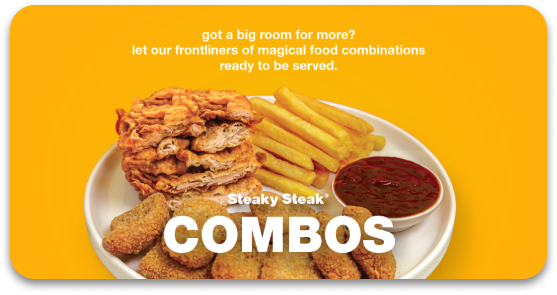 got a big room for more?
let our frontliners of magical food combinations
ready to be served.
Steaky Steak®
COMBOS